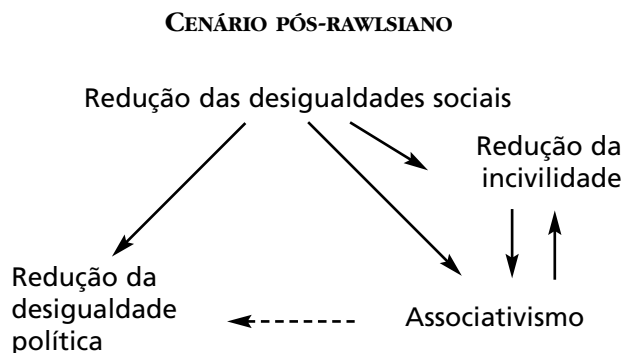 CENÁRIO PÓS-RAWLSIANO
Redução das desigualdades sociais
Redução da
incivilidade
Redução da
desigualdade
política
Associativismo